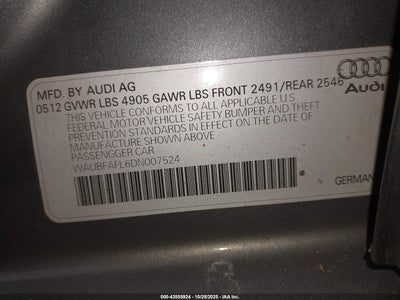 MFD. BY AUDI AG
0512 GVWR LBS 4905 GAWR LBS FRONT 2491/REAR 2546
THIS VEHICLE CONFORMS TO ALL APPLICABLE U.S.
FEDERAL MOTOR VEHICLE SAFETY, BUMPER AND THEFT
PREVENTION STANDARDS IN EFFECT ON THE DATE OF
MANUFACTURE SHOWN ABOVE
PASSENGER CAR
WAUBFAFL6DN007524
Audi
GERMAN
000-43558924 - 10/28/2025 - IAA, Inc.